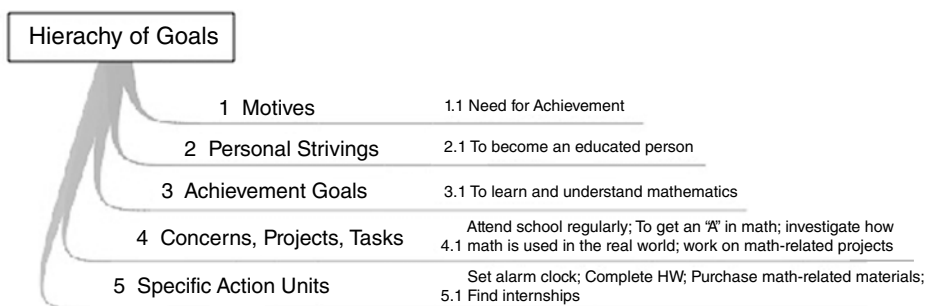 Hierachy of Goals
1 Motives
1.1 Need for Achievement
2 Personal Strivings
2.1 To become an educated person
3 Achievement Goals
3.1 To learn and understand mathematics
4 Concerns, Projects, Tasks
Attend school regularly; To get an "A" in math; investigate how
4.1 math is used in the real world; work on math-related projects
5 Specific Action Units
Set alarm clock; Complete HW; Purchase math-related materials;
5.1 Find internships